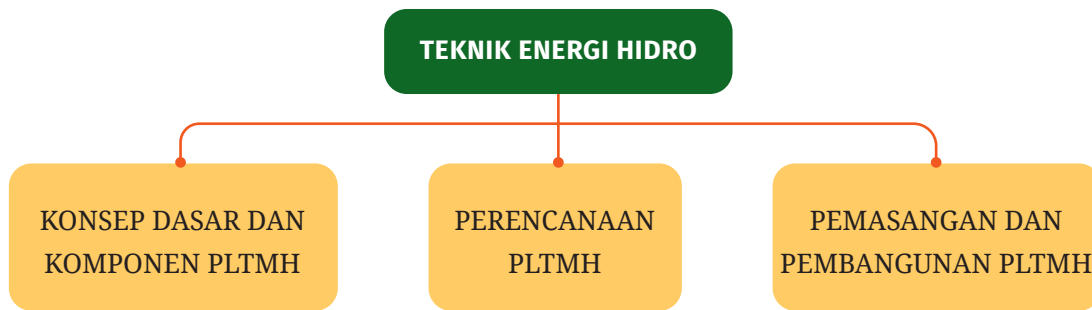 TEKNIK ENERGI HIDRO
KONSEP DASAR DAN
KOMPONEN PLTMH
PERENCANAAN
PLTMH
PEMASANGAN DAN
PEMBANGUNAN PLTMH